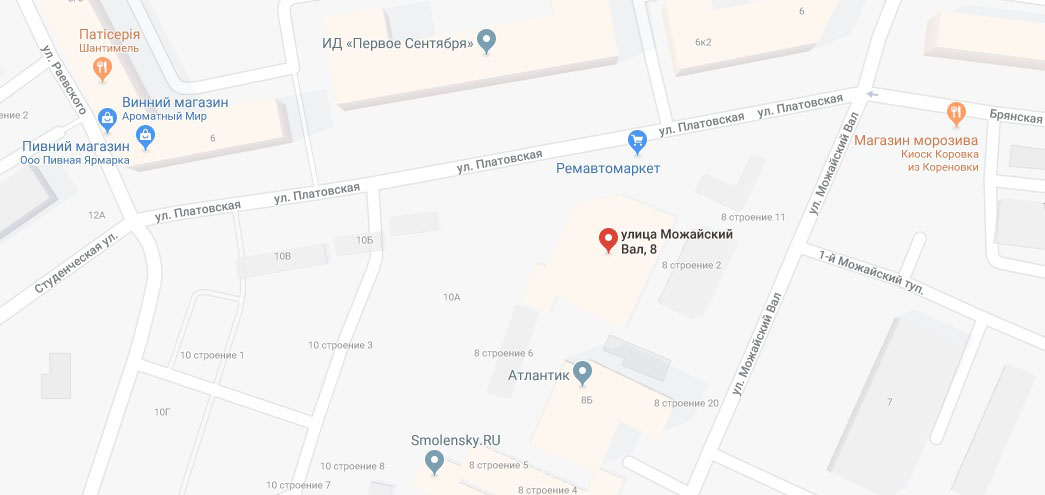 Патісерія
Шантимель
ИД «Первое Сентября»
6
6к2
ул. Раевского
Винний магазин
Ароматный Мир
ение 2
6
Пивний магазин
Ооо Пивная Ярмарка
ул. Платовская
ул. Платовская
Брянская
Магазин морозива
Киоск Коровка
из Кореновки
ул. Платовская
Ремавтомаркет
ул. Платовская
ул. Платовская
ул. Можайский Вал
12А
Студенческая ул.
10Б
10В
8 строение 11
улица Можайский
Вал, 8
8 строение 2
1-й Можайский туп.
10А
10 строение 1
10 строение 3
8 строение 6
Атлантик
8Б
8 строение 20
ул. Можайский Вал
7
10Г
Smolensky.RU
10 строение 8
8 строение 5
10 строение 7
8 строение 4